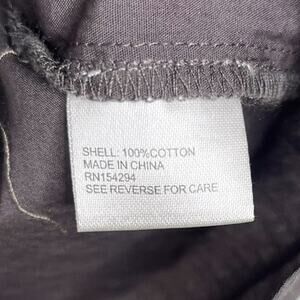 SHELL: 100%COTTON
MADE IN CHINA
RN154294
SEE REVERSE FOR CARE